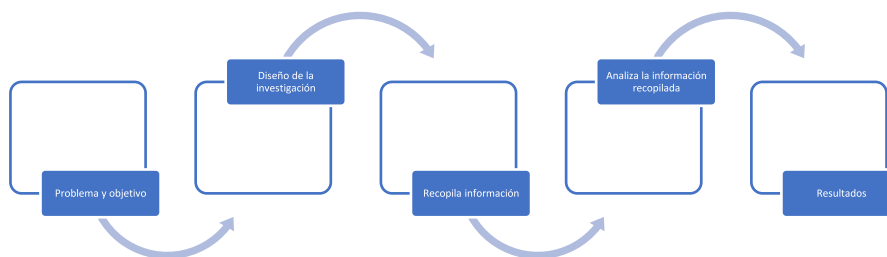 Problema y objetivo
Diseño de la
investigación
Recopila información
Analiza la información
recopilada
Resultados